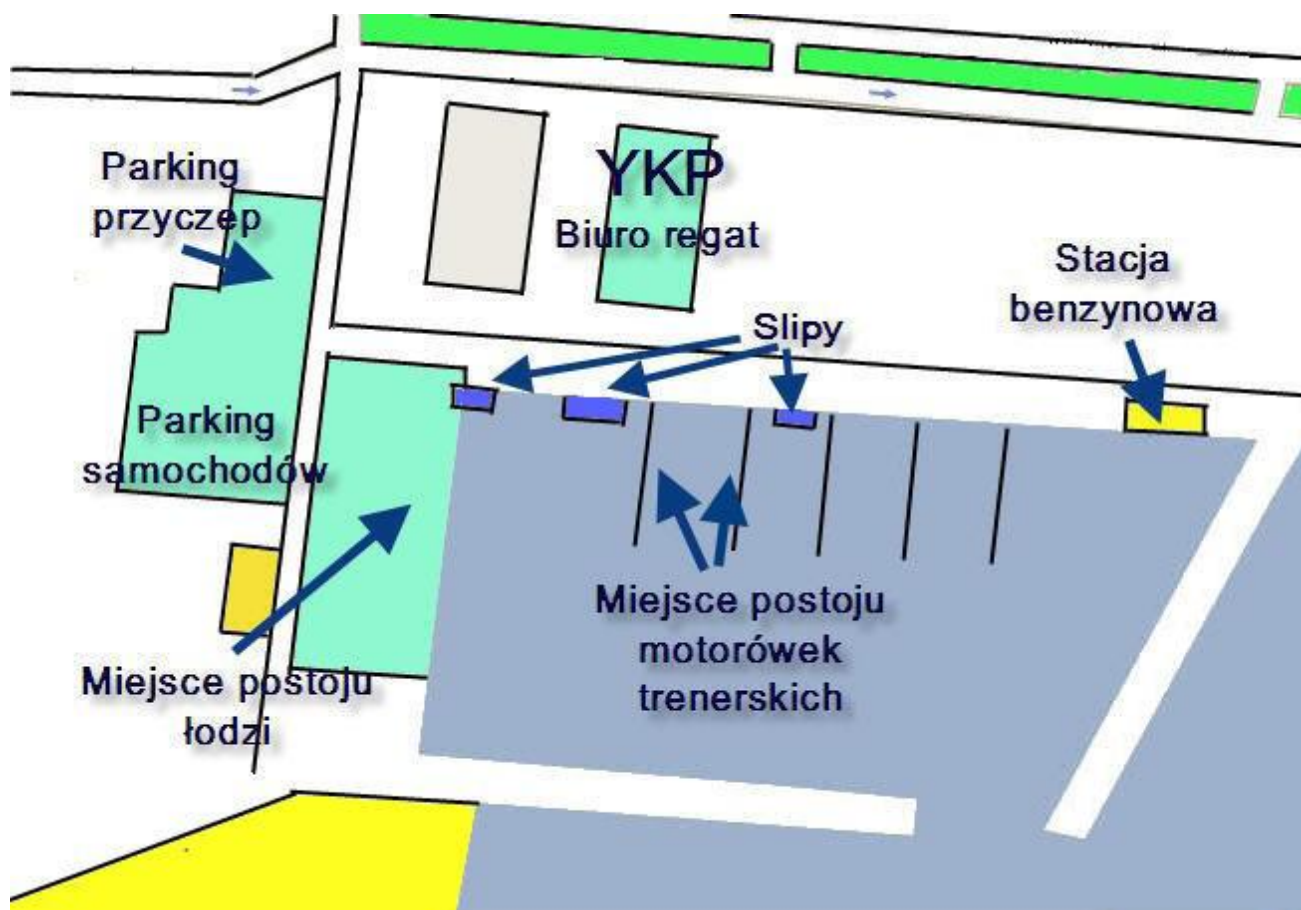 Parking
przyczep
YKP
Biuro regat
Stacja
benzynowa
Slipy
Parking
samochodów
Miejsce postoju
motorówek
trenerskich
Miejsce postoju
łodzi